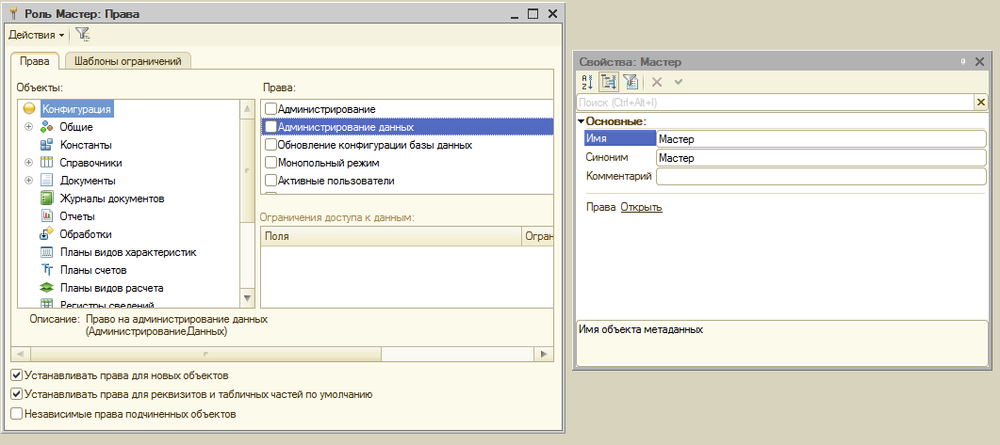 Роль Мастер: Права
Действия
Права
Шаблоны ограничений
Объекты:
Конфигурация
Общие
Константы
Справочники
Документы
Журналы документов
Отчеты
Обработки
Планы видов характеристик
Планы счетов
Планы видов расчета
Регистры сведений
Права:
Администрирование
Администрирование данных
Обновление конфигурации базы данных
Монопольный режим
Активные пользователи
Ограничения доступа к данным:
Поля Огран
Описание: Право на администрирование данных
(АдминистрированиеДанных)
Устанавливать права для новых объектов
Устанавливать права для реквизитов и табличных частей по умолчанию
Независимые права подчиненных объектов
Свойства: Мастер
Поиск (Ctrl+Alt+I)
Основные:
Имя Мастер
Синоним Мастер
Комментарий
Права Открыть
Имя объекта метаданных